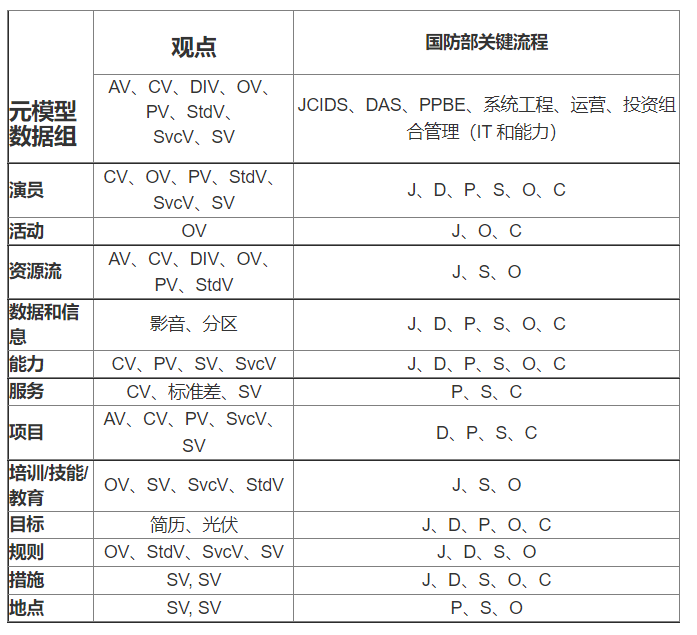 元模型
数据组
观点
国防部关键流程
AV、CV、DIV、OV、
PV、StdV、
SvcV、SV
JCIDS、DAS、PPBE、系统工程、运营、投资组
合管理（IT 和能力）
演员
CV、OV、PV、StdV、
SvcV、SV
J、D、P、S、O、C
活动
OV
J、O、C
资源流
AV、CV、DIV、OV、
PV、StdV
J、S、O
数据和信
息
影音、分区
J、D、P、S、O、C
能力
CV、PV、SV、SvcV
J、D、P、S、O、C
服务
CV、标准差、SV
P、S、C
项目
AV、CV、PV、SvcV、
SV
D、P、S、C
培训/技能/
教育
OV、SV、SvcV、StdV
J、S、O
目标
简历、光伏
J、D、P、O、C
规则
OV、StdV、SvcV、SV
J、D、S、O
措施
SV, SV
J、D、S、O、C
地点
SV, SV
P、S、O